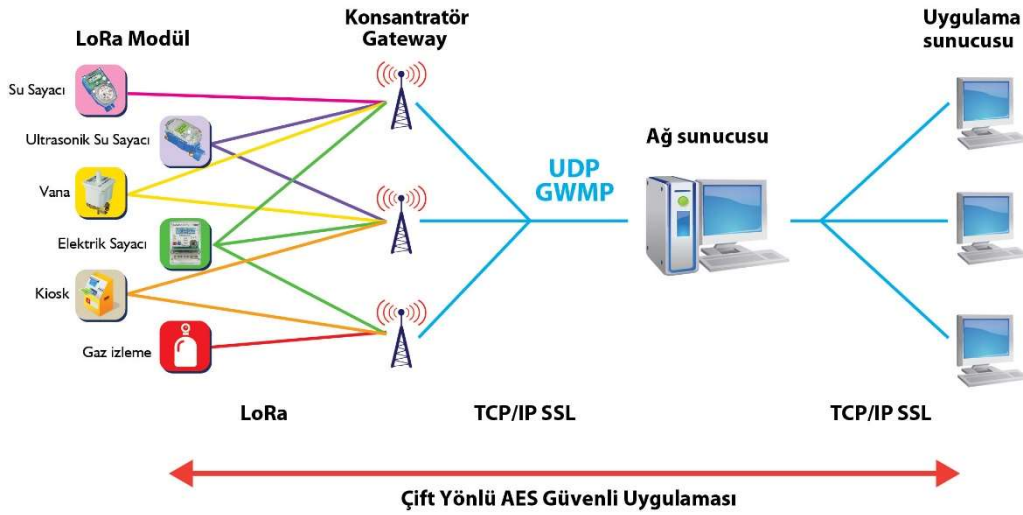 LoRa Modül
Konsantratör
Gateway
Uygulama
sunucusu
Su Sayacı
Ultrasonik Su Sayacı
Vana
Elektrik Sayacı
Kiosk
Gaz izleme
UDP
GWMP
Ağ sunucusu
LoRa
TCP/IP SSL
TCP/IP SSL
Çift Yönlü AES Güvenli Uygulaması